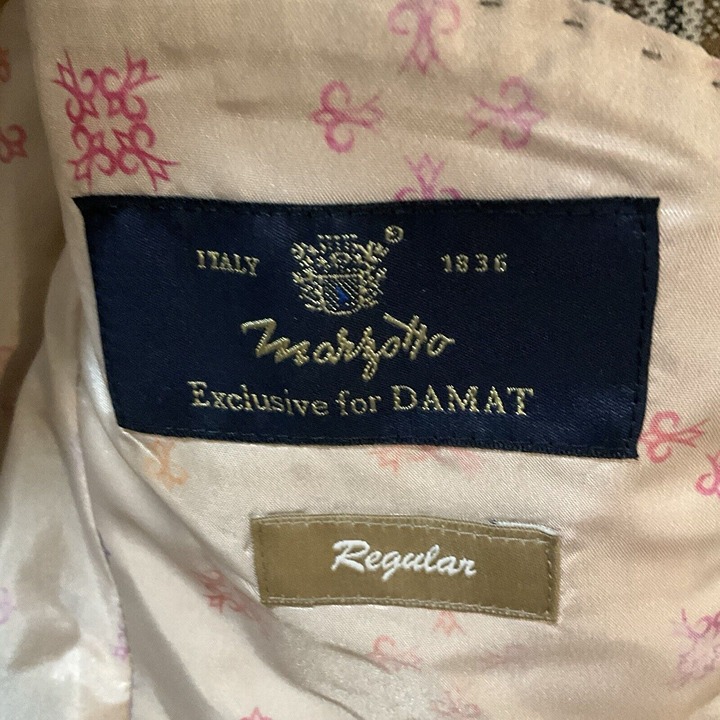 ITALY 1836
Marzotto
Exclusive for DAMAT
Regular